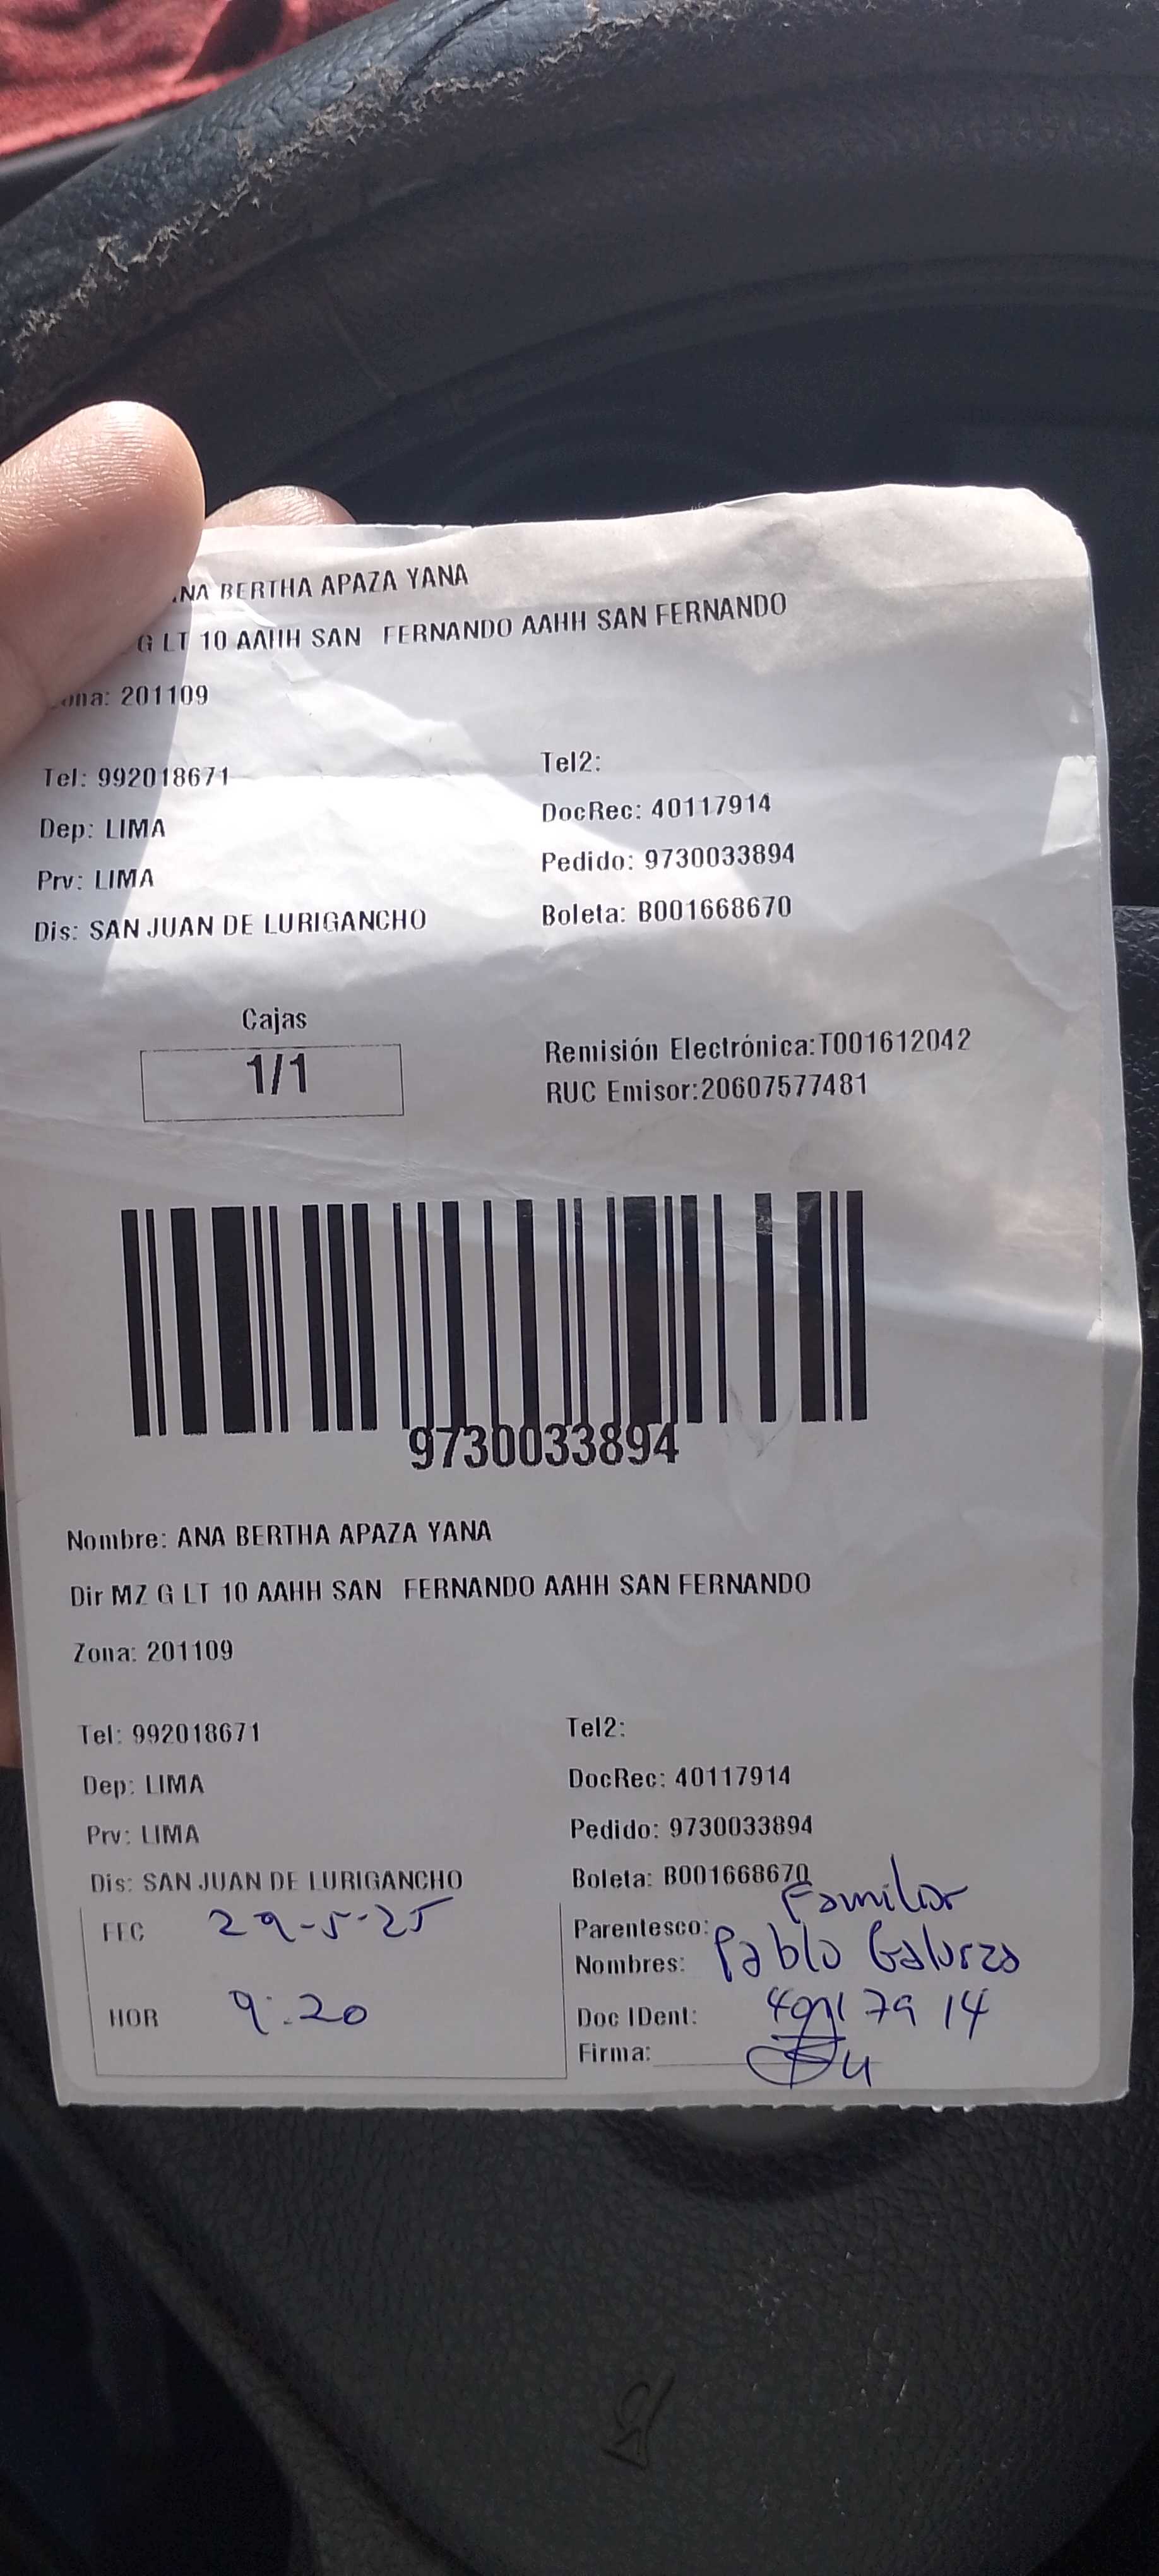 NA BERTHA APAZA YANA
G LT 10 AAHH SAN FERNANDO AAHH SAN FERNANDO
ona: 201109
Tel: 992018671
Tel2:
Dep: LIMA
DocRec: 40117914
Prv: LIMA
Pedido: 9730033894
Dis: SAN JUAN DE LURIGANCHO
Boleta: B001668670
Cajas
1/1
Remisión Electrónica:T001612042
RUC Emisor:20607577481
9730033894
Nombre: ANA BERTHA APAZA YANA
Dir MZ G LT 10 AAHH SAN FERNANDO AAHH SAN FERNANDO
Zona: 201109
Tel: 992018671
Tel2:
Dep: LIMA
DocRec: 40117914
Prv: LIMA
Pedido: 9730033894
Dis: SAN JUAN DE LURIGANCHO
Boleta: B001668670
FEC 29-5-25
Parentesco: Familiar
Nombres: Pablo
HOR 9:20
Doc IDent:
Firma: